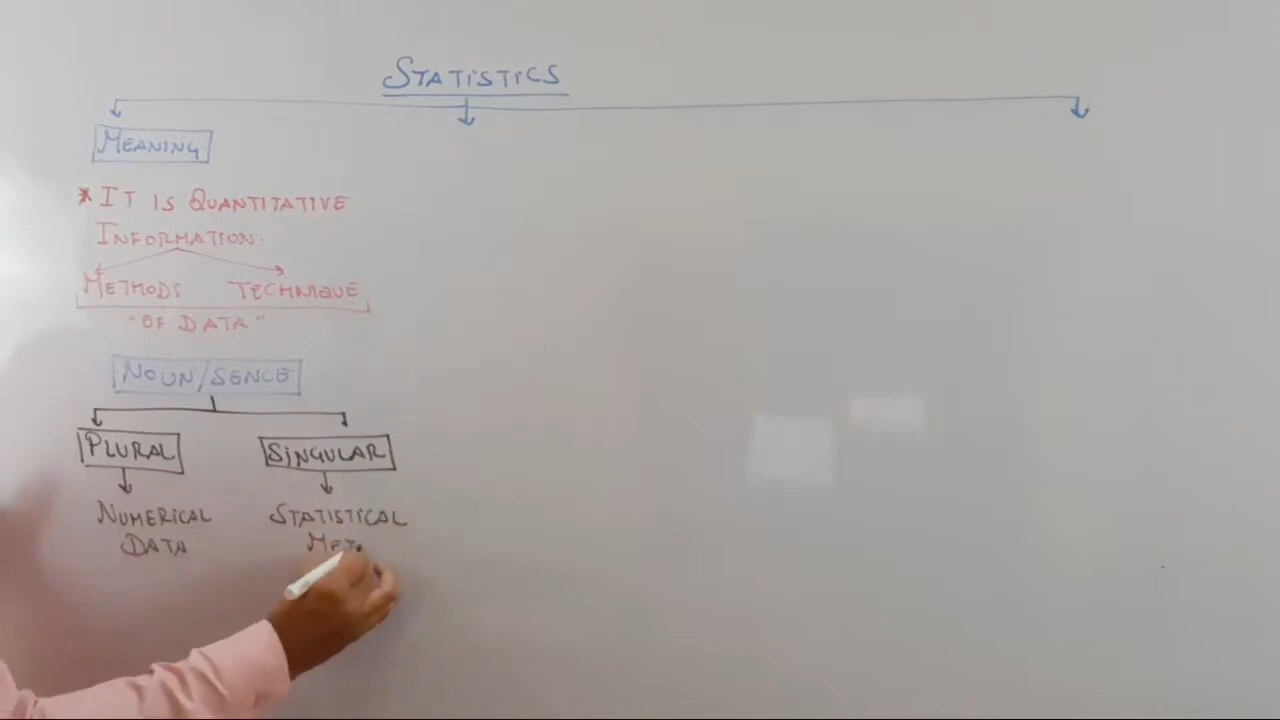 STATISTICS
MEANING
* IT IS QUANTITATIVE
INFORMATION.
METHODS TECHNIQUE
"OF DATA"
NOUN/SENCE
PLURAL SINGULAR
NUMERICAL STATISTICAL
DATA MET